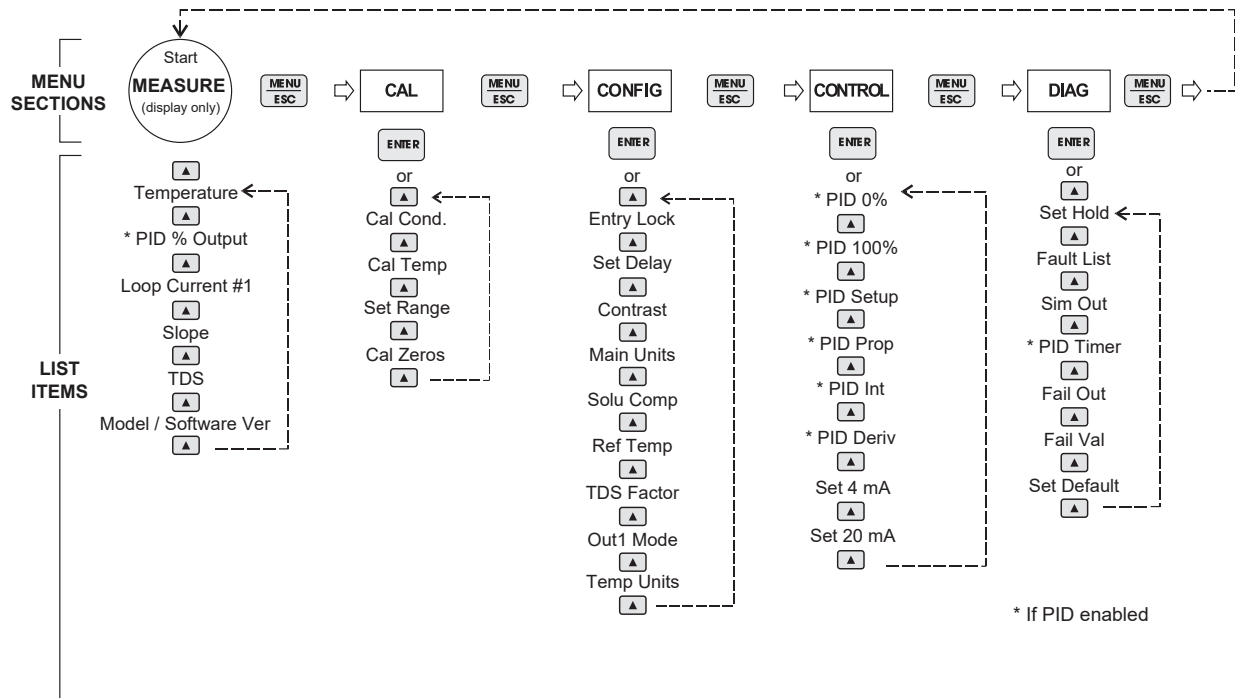 MENU
SECTIONS
Start
MEASURE
(display only)
MENU
ESC
CAL
MENU
ESC
CONFIG
MENU
ESC
CONTROL
MENU
ESC
DIAG
MENU
ESC
LIST
ITEMS
Temperature
* PID % Output
Loop Current #1
Slope
TDS
Model / Software Ver
ENTER
or
Cal Cond.
Cal Temp
Set Range
Cal Zeros
ENTER
or
Entry Lock
Set Delay
Contrast
Main Units
Solu Comp
Ref Temp
TDS Factor
Out1 Mode
Temp Units
ENTER
or
* PID 0%
* PID 100%
* PID Setup
* PID Prop
* PID Int
* PID Deriv
Set 4 mA
Set 20 mA
ENTER
or
Set Hold
Fault List
Sim Out
* PID Timer
Fail Out
Fail Val
Set Default
* If PID enabled